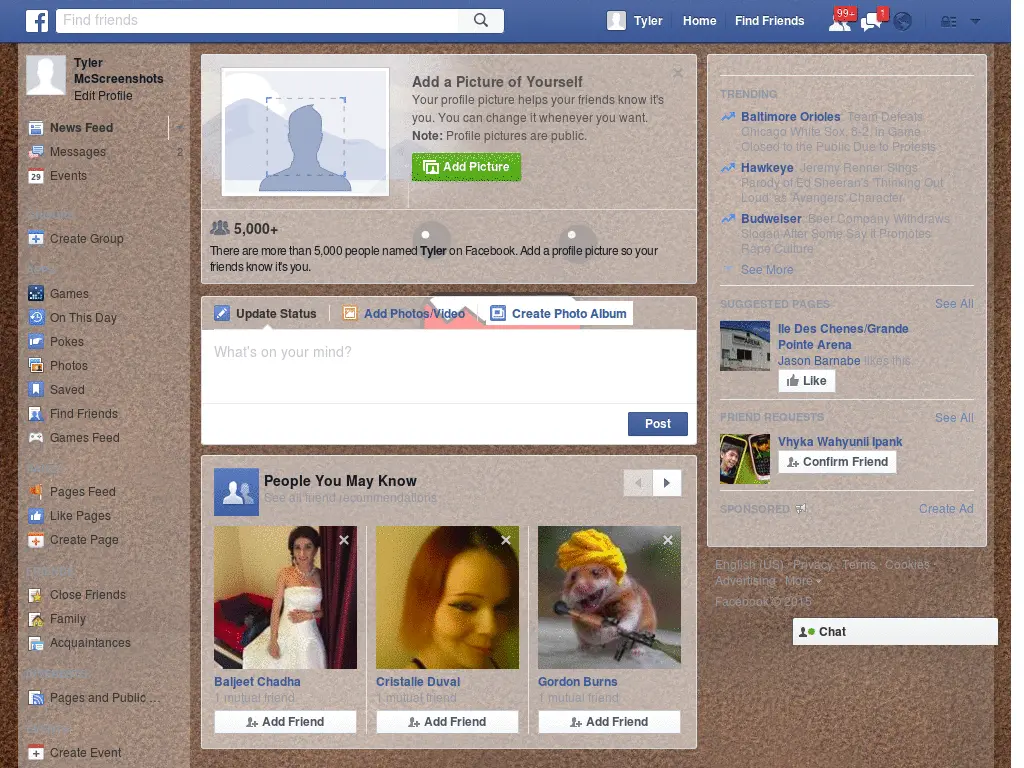 f
Find friends
Tyler
Home
Find Friends
99+
1
Tyler
McScreenshots
Edit Profile
News Feed
Messages
2
29
Events
Create Group
Games
On This Day
Pokes
Photos
Saved
Find Friends
Games Feed
Pages Feed
Like Pages
Create Page
Close Friends
Family
Acquaintances
Pages and Public ...
Create Event
Add a Picture of Yourself
Your profile picture helps your friends know it's
you. You can change it whenever you want.
Note: Profile pictures are public.
Add Picture
5,000+
There are more than 5,000 people named Tyler on Facebook. Add a profile picture so your
friends know it's you.
Update Status
Add Photos/Video
Create Photo Album
What's on your mind?
Post
People You May Know
See all friend recommendations
Baljeet Chadha
1 mutual friend
Add Friend
Cristalie Duval
1 mutual friend
Add Friend
Gordon Burns
1 mutual friend
Add Friend
TRENDING
Baltimore Orioles Team Defeats
Chicago White Sox, 8-2, in Game
Closed to the Public Due to Protests
Hawkeye Jeremy Renner Sings
Parody of Ed Sheeran's 'Thinking Out
Loud' as 'Avengers' Character
Budweiser Beer Company Withdraws
Slogan After Some Say It Promotes
Rape Culture
See More
SUGGESTED PAGES
See All
Ile Des Chenes/Grande
Pointe Arena
Jason Barnabe likes this.
Like
FRIEND REQUESTS
See All
Vhyka Wahyunii Ipank
Confirm Friend
SPONSORED
Create Ad
English (US) · Privacy · Terms · Cookies ·
Advertising · More
Facebook © 2015
Chat